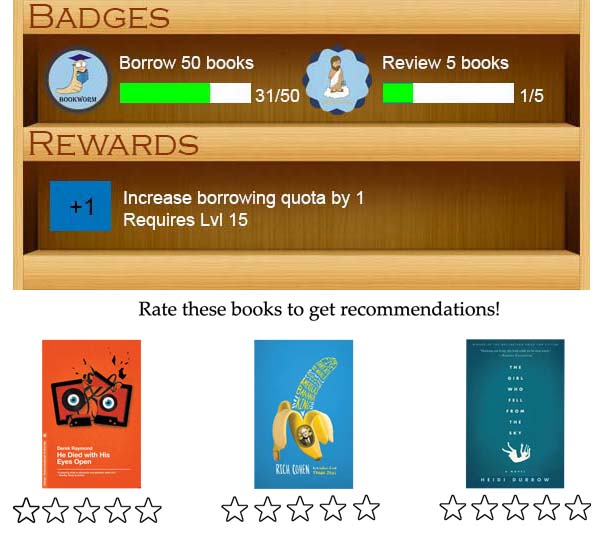 BADGES
Borrow 50 books
31/50
BOOKWORM
Review 5 books
1/5
REWARDS
+1
Increase borrowing quota by 1
Requires Lvl 15
Rate these books to get recommendations!
Derek Raymond
He Died with His
Eyes Open
RICH COHEN
THE
GIRL
WHO
FELL
FROM
THE
SKY
A NOVEL
HEIDI DURROW